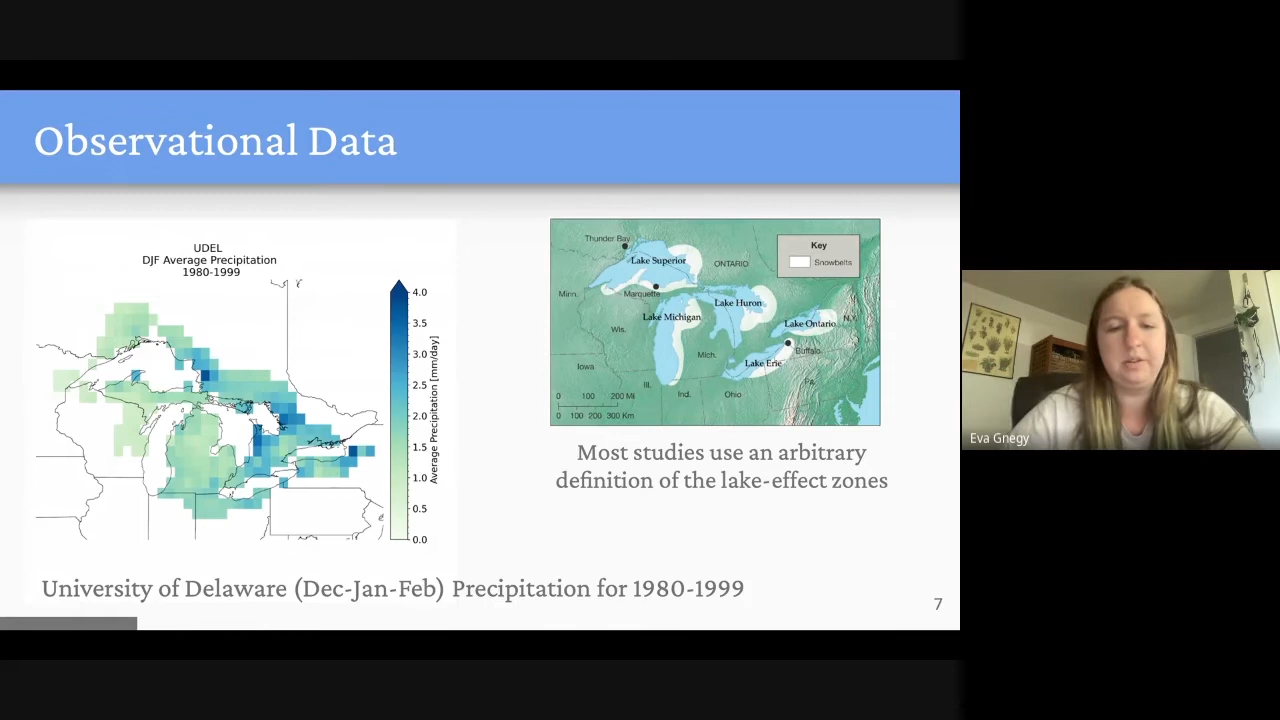 Observational Data
UDEL
DJF Average Precipitation
1980-1999
4.0
3.5
3.0
2.5
2.0
1.5
1.0
0.5
0.0
Average Precipitation [mm/day]
Thunder Bay
Lake Superior
ONTARIO
Key
Snowbelts
Minn.
Marquette
Lake Huron
Lake Michigan
Lake Ontario
N.Y.
Wis.
Mich.
Buffalo
Lake Erie
Iowa
Pa.
Ill.
Ind.
Ohio
0 100 200 Mi
0 100 200 300 Km
Most studies use an arbitrary
definition of the lake-effect zones
University of Delaware (Dec-Jan-Feb) Precipitation for 1980-1999
7
Eva Gnegy